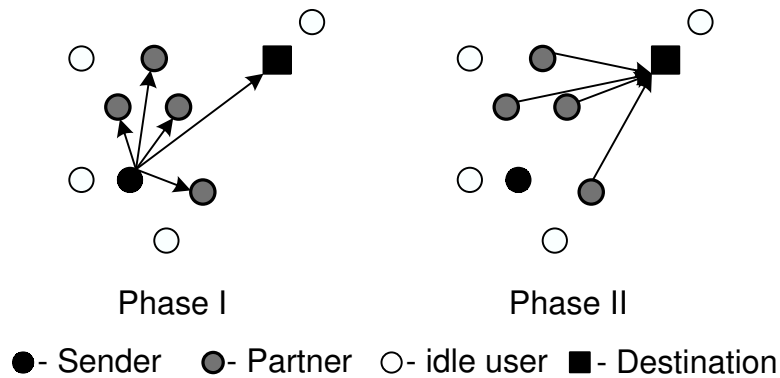 Phase I Phase II
- Sender - Partner - idle user - Destination